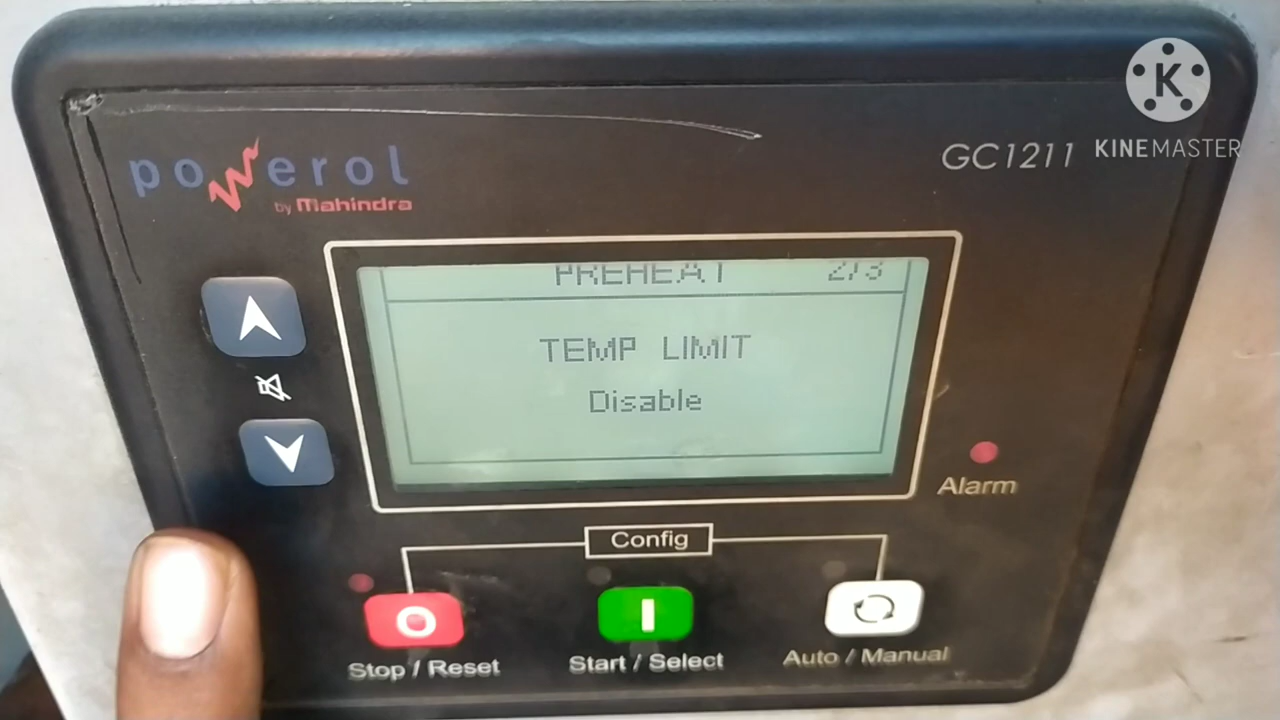 powerol
by Mahindra
GC1211
KINEMASTER
PREHEAT 2/3
TEMP LIMIT
Disable
Alarm
Config
Stop / Reset
Start / Select
Auto / Manual